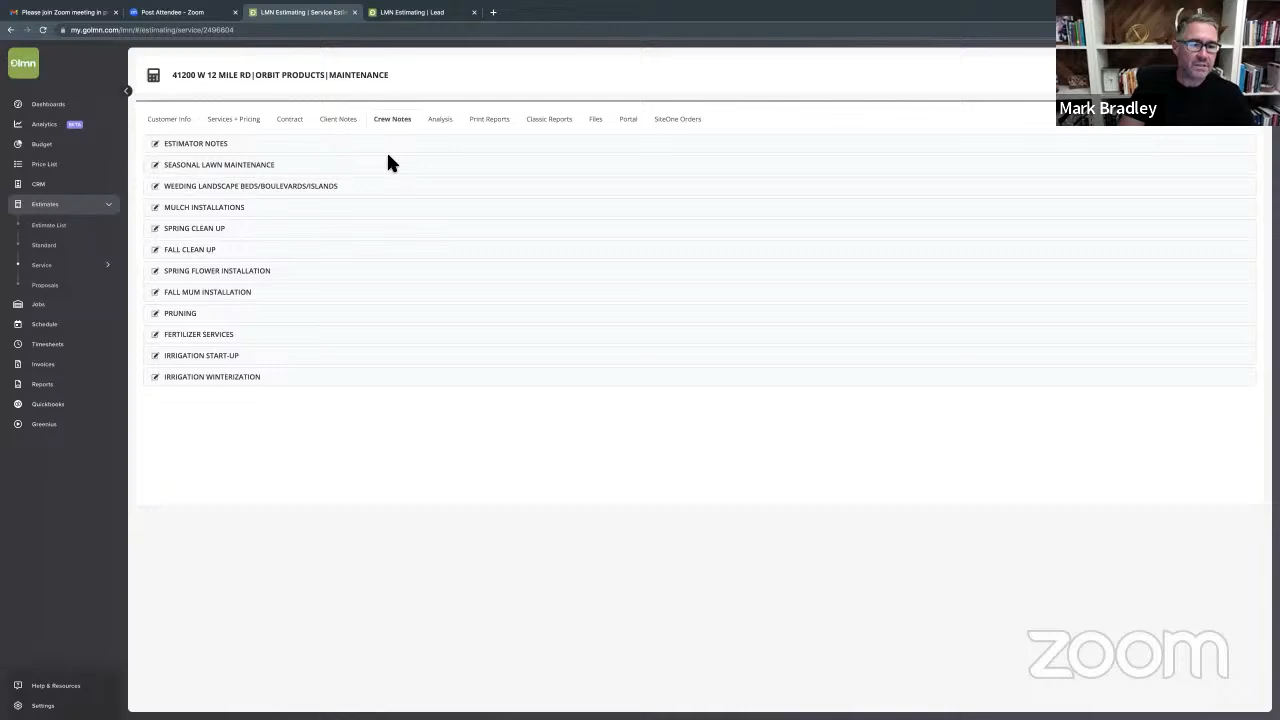 Please join Zoom meeting in p
Post Attendee - Zoom
LMN Estimating | Service Esti
LMN Estimating | Lead
my.golmn.com/lmn/#/estimating/service/2496604
Mark Bradley
lmn
41200 W 12 MILE RD|ORBIT PRODUCTS|MAINTENANCE
Customer Info
Services + Pricing
Contract
Client Notes
Crew Notes
Analysis
Print Reports
Classic Reports
Files
Portal
SiteOne Orders
Dashboards
Analytics
BETA
Budget
Price List
CRM
Estimates
Estimate List
Standard
Service
Proposals
Jobs
Schedule
Timesheets
Invoices
Reports
Quickbooks
Greenius
Help & Resources
Settings
ESTIMATOR NOTES
SEASONAL LAWN MAINTENANCE
WEEDING LANDSCAPE BEDS/BOULEVARDS/ISLANDS
MULCH INSTALLATIONS
SPRING CLEAN UP
FALL CLEAN UP
SPRING FLOWER INSTALLATION
FALL MUM INSTALLATION
PRUNING
FERTILIZER SERVICES
IRRIGATION START-UP
IRRIGATION WINTERIZATION
zoom